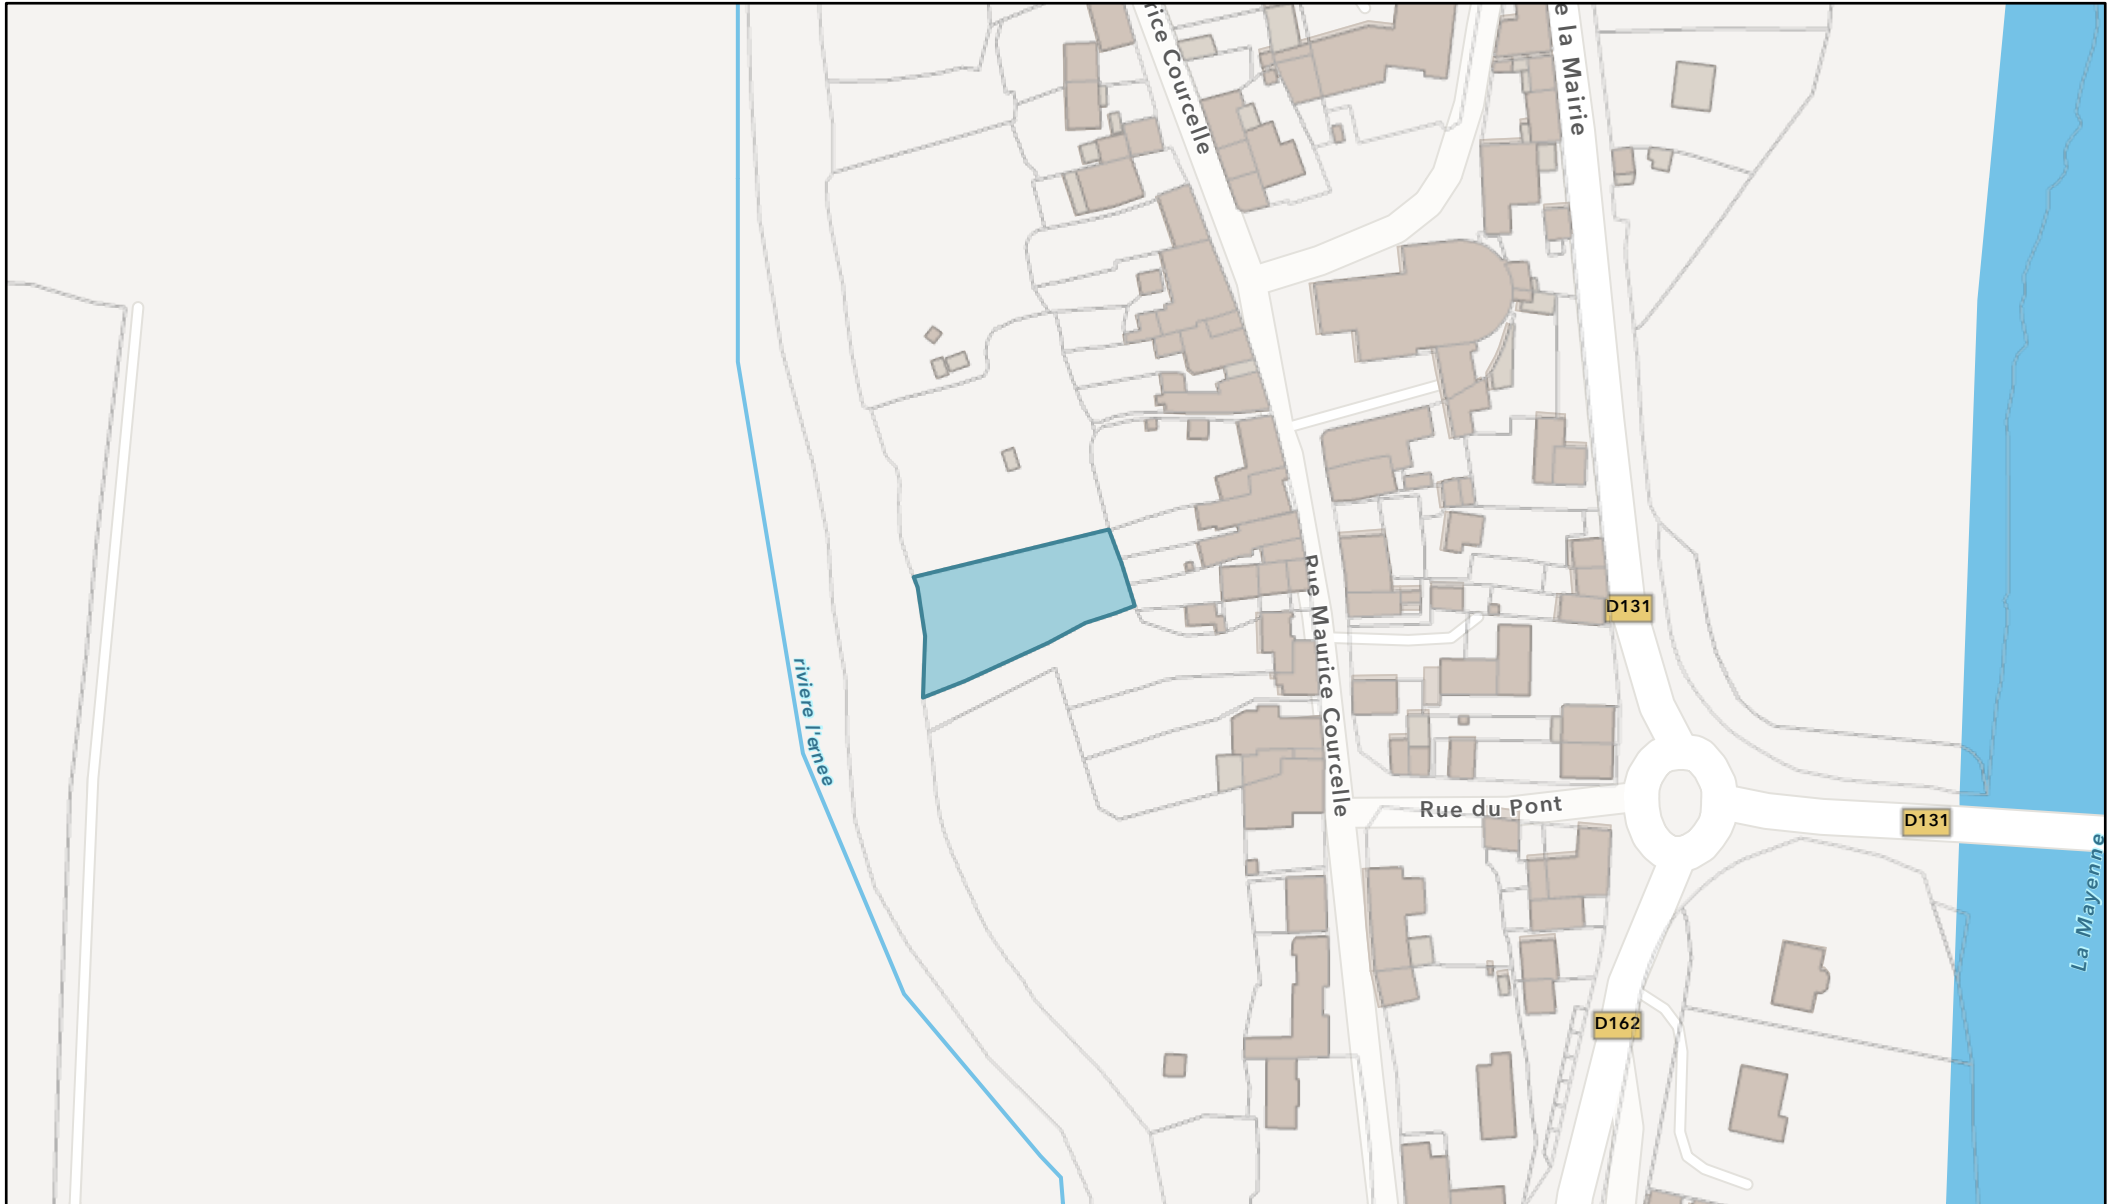 rice Courcelle
e la Mairie
Rue Maurice Courcelle
D131
riviere l'ernee
Rue du Pont
D131
La Mayenne
D162